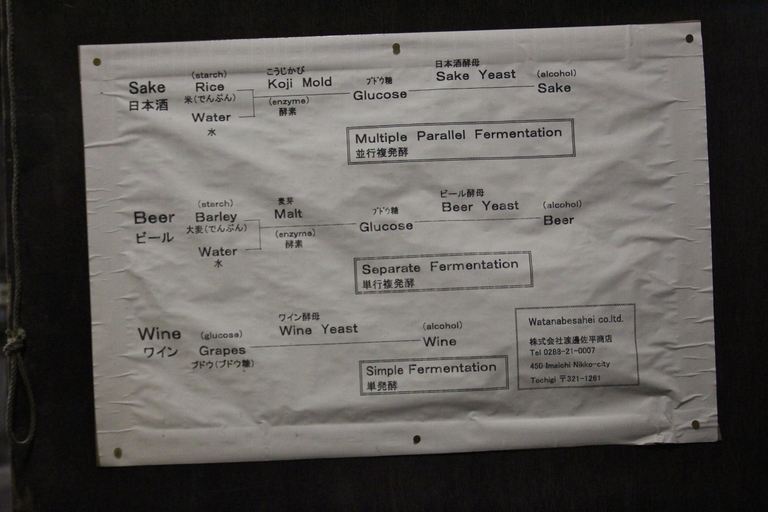 Sake
日本酒
(starch)
Rice
米(でんぷん)
Water
水
こうじかび
Koji Mold
(enzyme)
酵素
ブドウ糖
Glucose
日本酒酵母
Sake Yeast
(alcohol)
Sake
Multiple Parallel Fermentation
並行複発酵
Beer
ビール
(starch)
Barley
大麦(でんぷん)
Water
水
麦芽
Malt
(enzyme)
酵素
ブドウ糖
Glucose
ビール酵母
Beer Yeast
(alcohol)
Beer
Separate Fermentation
単行複発酵
Wine
ワイン
(glucose)
Grapes
ブドウ(ブドウ糖)
ワイン酵母
Wine Yeast
(alcohol)
Wine
Simple Fermentation
単発酵
Watanabesahei co.ltd.
株式会社渡邊佐平商店
Tel 0288-21-0007
450 Imaichi Nikko-city
Tochigi 〒321-1261